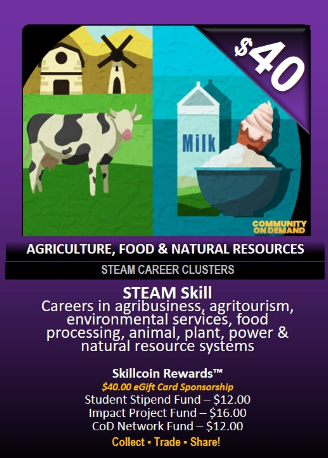 $40
Milk
COMMUNITY
ON DEMAND
AGRICULTURE, FOOD & NATURAL RESOURCES
STEAM CAREER CLUSTERS
STEAM Skill
Careers in agribusiness, agritourism,
environmental services, food
processing, animal, plant, power &
natural resource systems
Skillcoin Rewards™
$40.00 eGift Card Sponsorship
Student Stipend Fund – $12.00
Impact Project Fund – $16.00
CoD Network Fund – $12.00
Collect ▪ Trade ▪ Share!